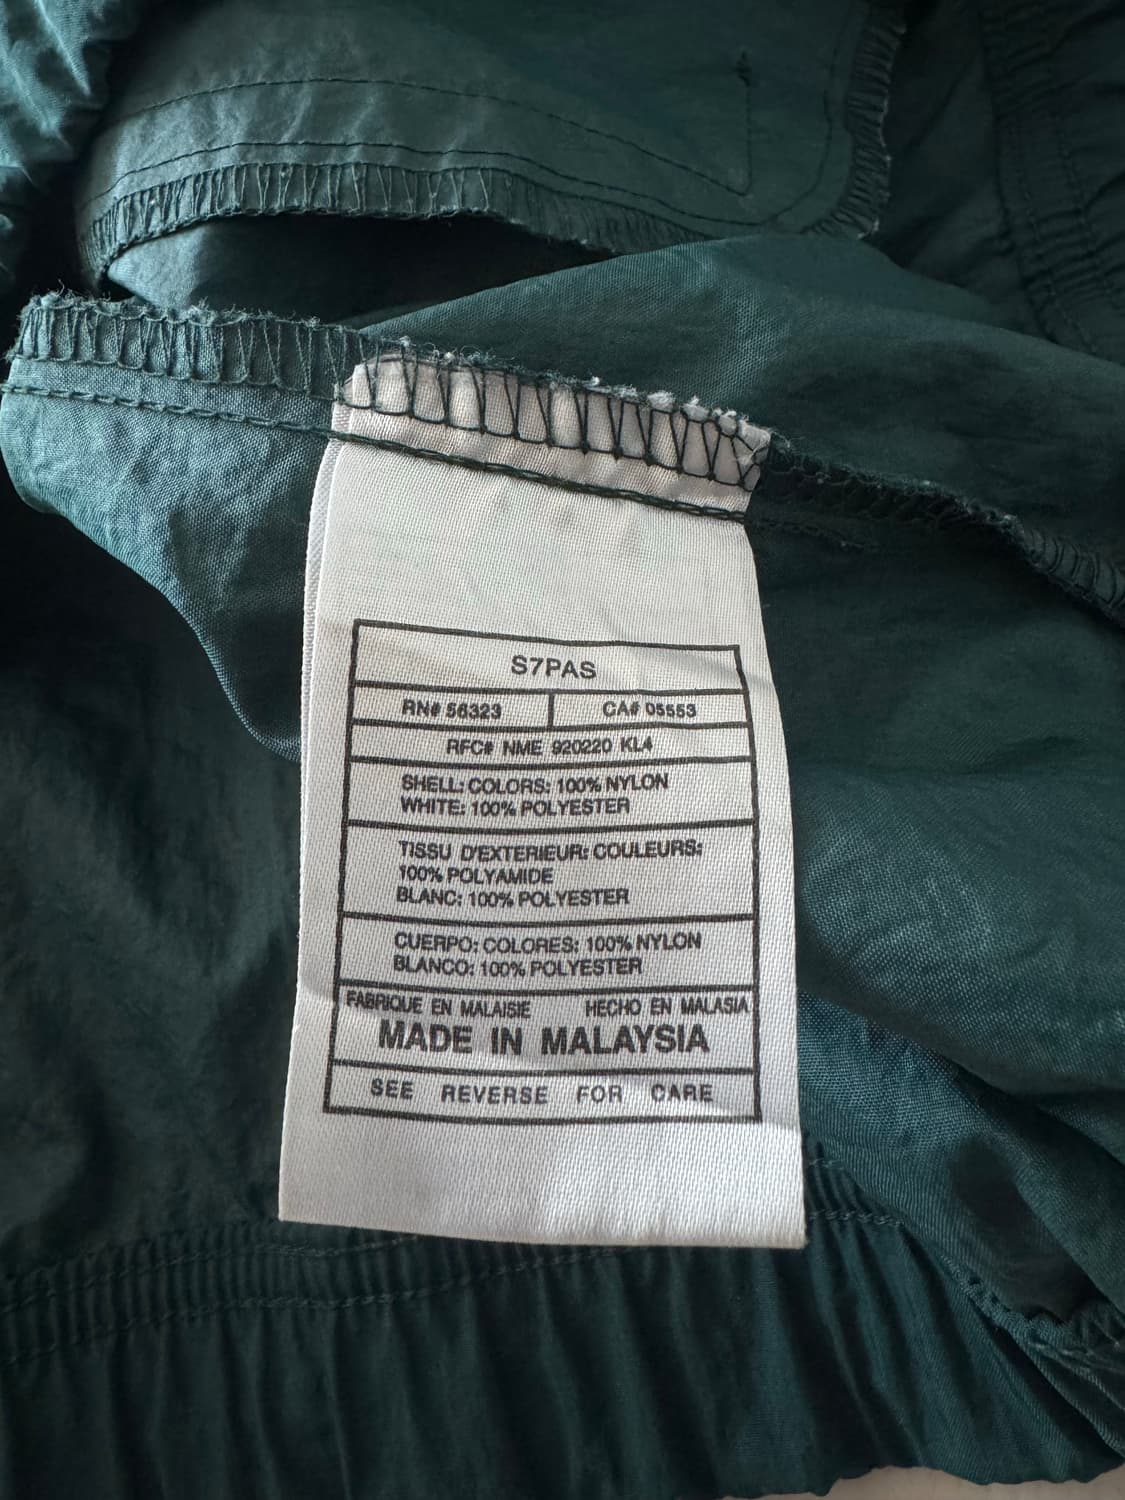 S7PAS
RN# 56323 CA# 05553
RFC# NME 920220 KL4
SHELL: COLORS: 100% NYLON
WHITE: 100% POLYESTER
TISSU D'EXTERIEUR: COULEURS:
100% POLYAMIDE
BLANC: 100% POLYESTER
CUERPO: COLORES: 100% NYLON
BLANCO: 100% POLYESTER
FABRIQUE EN MALAISIE HECHO EN MALASIA
MADE IN MALAYSIA
SEE REVERSE FOR CARE